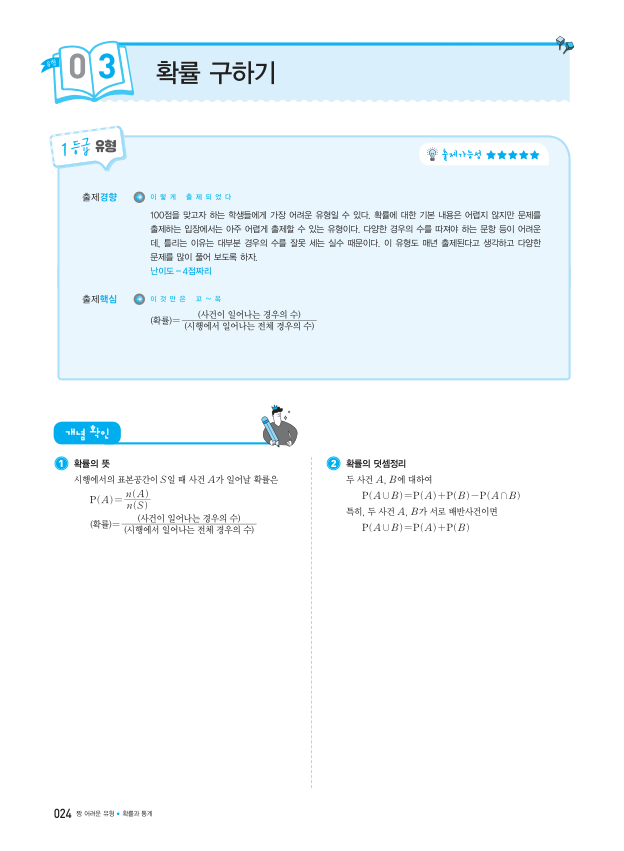 유형
03
확률 구하기
1등급 유형
출제가능성 ★★★★★
출제경향
이렇게 출제되었다
100점을 맞고자 하는 학생들에게 가장 어려운 유형일 수 있다. 확률에 대한 기본 내용은 어렵지 않지만 문제를
출제하는 입장에서는 아주 어렵게 출제할 수 있는 유형이다. 다양한 경우의 수를 따져야 하는 문항 등이 어려운
데, 틀리는 이유는 대부분 경우의 수를 잘못 세는 실수 때문이다. 이 유형도 매년 출제된다고 생각하고 다양한
문제를 많이 풀어 보도록 하자.
난이도 – 4점짜리
출제핵심
이것만은 꼬~옥
(확률)=(사건이 일어나는 경우의 수)/(시행에서 일어나는 전체 경우의 수)
개념 확인
1 확률의 뜻
시행에서의 표본공간이 S일 때 사건 A가 일어날 확률은
P(A)=n(A)/n(S)
(확률)=(사건이 일어나는 경우의 수)/(시행에서 일어나는 전체 경우의 수)
2 확률의 덧셈정리
두 사건 A, B에 대하여
P(A∪B)=P(A)+P(B)-P(A∩B)
특히, 두 사건 A, B가 서로 배반사건이면
P(A∪B)=P(A)+P(B)
024 짱 어려운 유형 • 확률과 통계